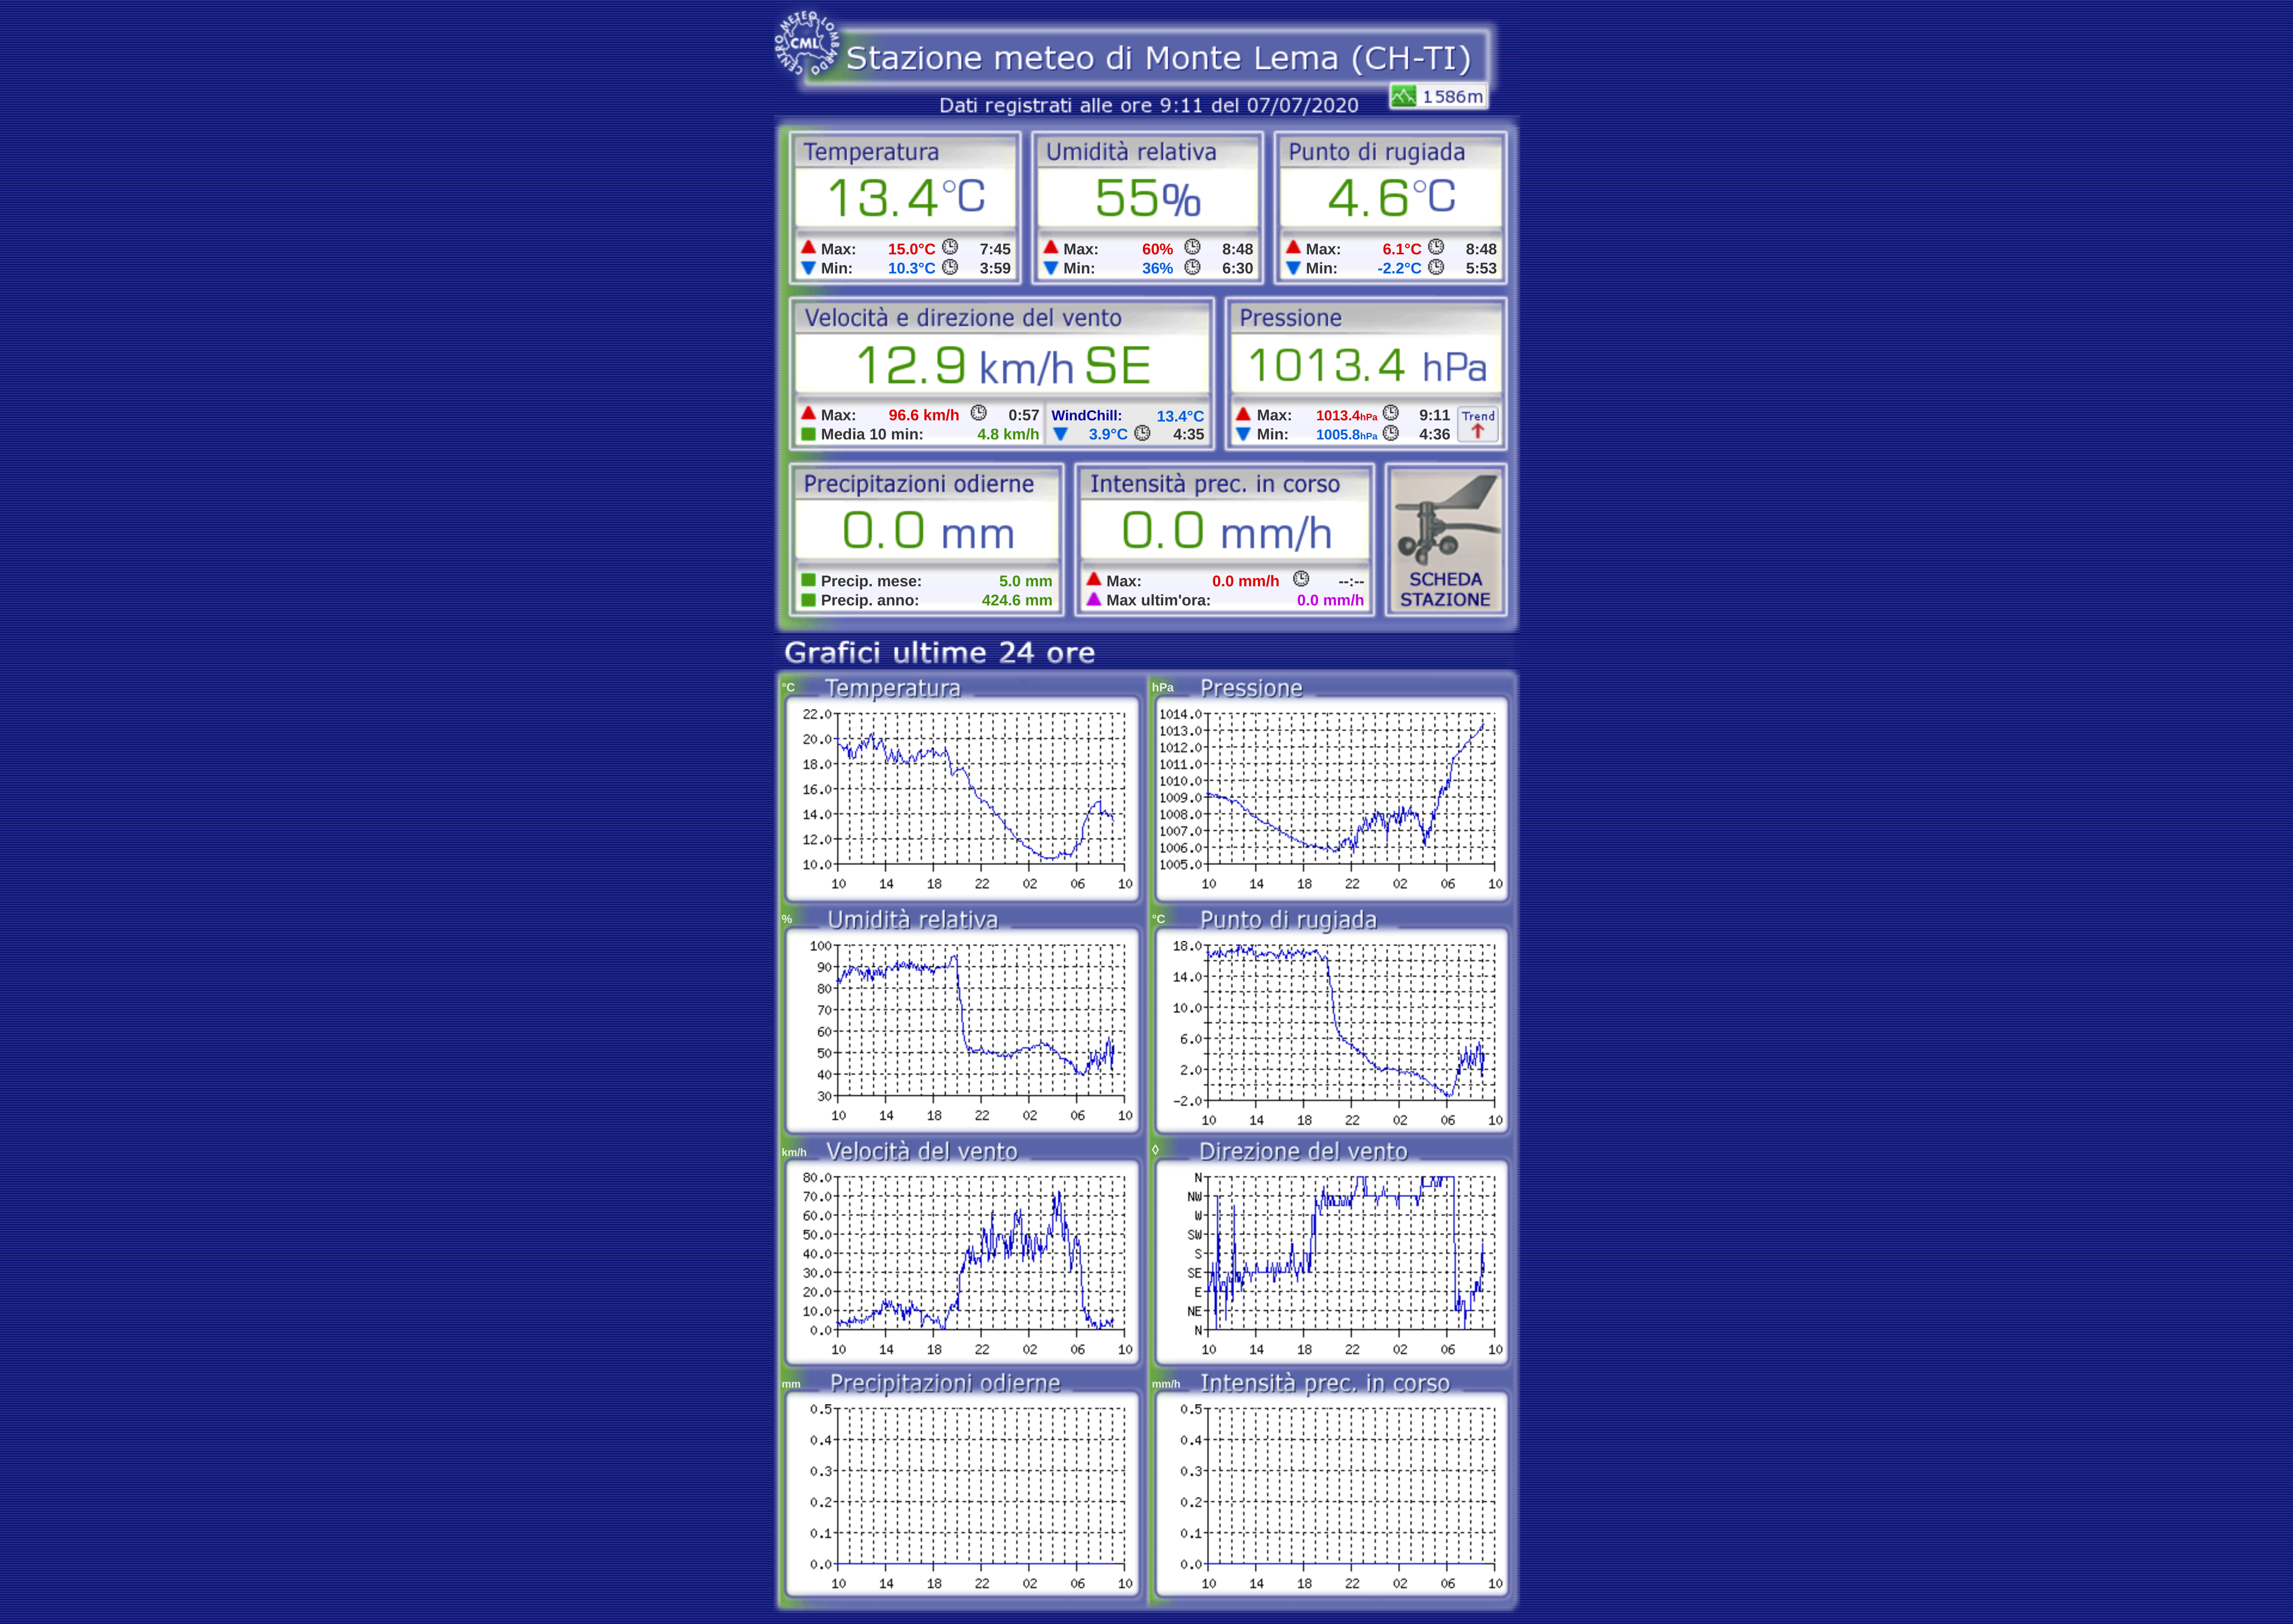 CENTRO METEO LOMBARDO
CML
Stazione meteo di Monte Lema (CH-TI)
Dati registrati alle ore 9:11 del 07/07/2020
1586m
Temperatura Umidità relativa Punto di rugiada
13.4°C 55% 4.6°C
Max: 15.0°C 7:45 Max: 60% 8:48 Max: 6.1°C 8:48
Min: 10.3°C 3:59 Min: 36% 6:30 Min: -2.2°C 5:53
Velocità e direzione del vento Pressione
12.9 km/h SE 1013.4 hPa
Max: 96.6 km/h 0:57 WindChill: 13.4°C Max: 1013.4hPa 9:11 Trend
Media 10 min: 4.8 km/h 3.9°C 4:35 Min: 1005.8hPa 4:36
Precipitazioni odierne Intensità prec. in corso
0.0 mm 0.0 mm/h
Precip. mese: 5.0 mm Max: 0.0 mm/h --:-- SCHEDA
Precip. anno: 424.6 mm Max ultim'ora: 0.0 mm/h STAZIONE
Grafici ultime 24 ore
°C Temperatura
22.0
20.0
18.0
16.0
14.0
12.0
10.0
10 14 18 22 02 06 10
hPa Pressione
1014.0
1013.0
1012.0
1011.0
1010.0
1009.0
1008.0
1007.0
1006.0
1005.0
10 14 18 22 02 06 10
% Umidità relativa
100
90
80
70
60
50
40
30
10 14 18 22 02 06 10
°C Punto di rugiada
18.0
14.0
10.0
6.0
2.0
-2.0
10 14 18 22 02 06 10
km/h Velocità del vento
80.0
70.0
60.0
50.0
40.0
30.0
20.0
10.0
0.0
10 14 18 22 02 06 10
◊ Direzione del vento
N
NW
W
SW
S
SE
E
NE
N
10 14 18 22 02 06 10
mm Precipitazioni odierne
0.5
0.4
0.3
0.2
0.1
0.0
10 14 18 22 02 06 10
mm/h Intensità prec. in corso
0.5
0.4
0.3
0.2
0.1
0.0
10 14 18 22 02 06 10